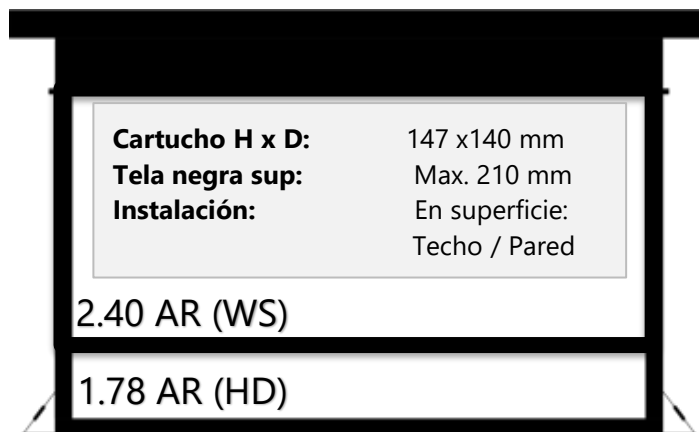 Cartucho H x D: 147 x140 mm
Tela negra sup: Max. 210 mm
Instalación: En superficie:
Techo / Pared
2.40 AR (WS)
1.78 AR (HD)